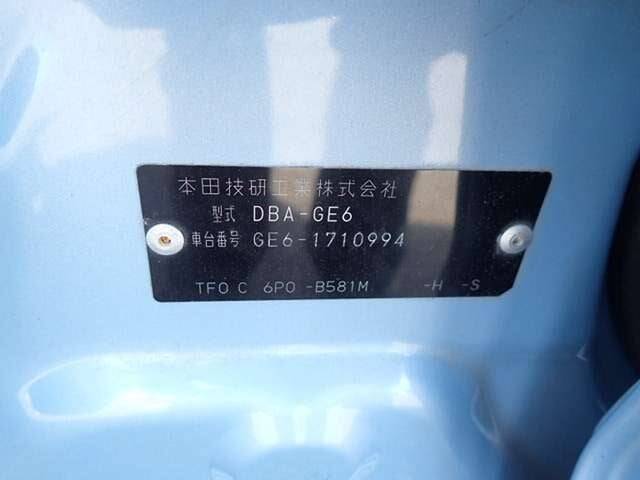 本田技研工業株式会社
型式 DBA-GE6
車台番号 GE6-1710994
TF0 C 6P0 -B581M -H -S